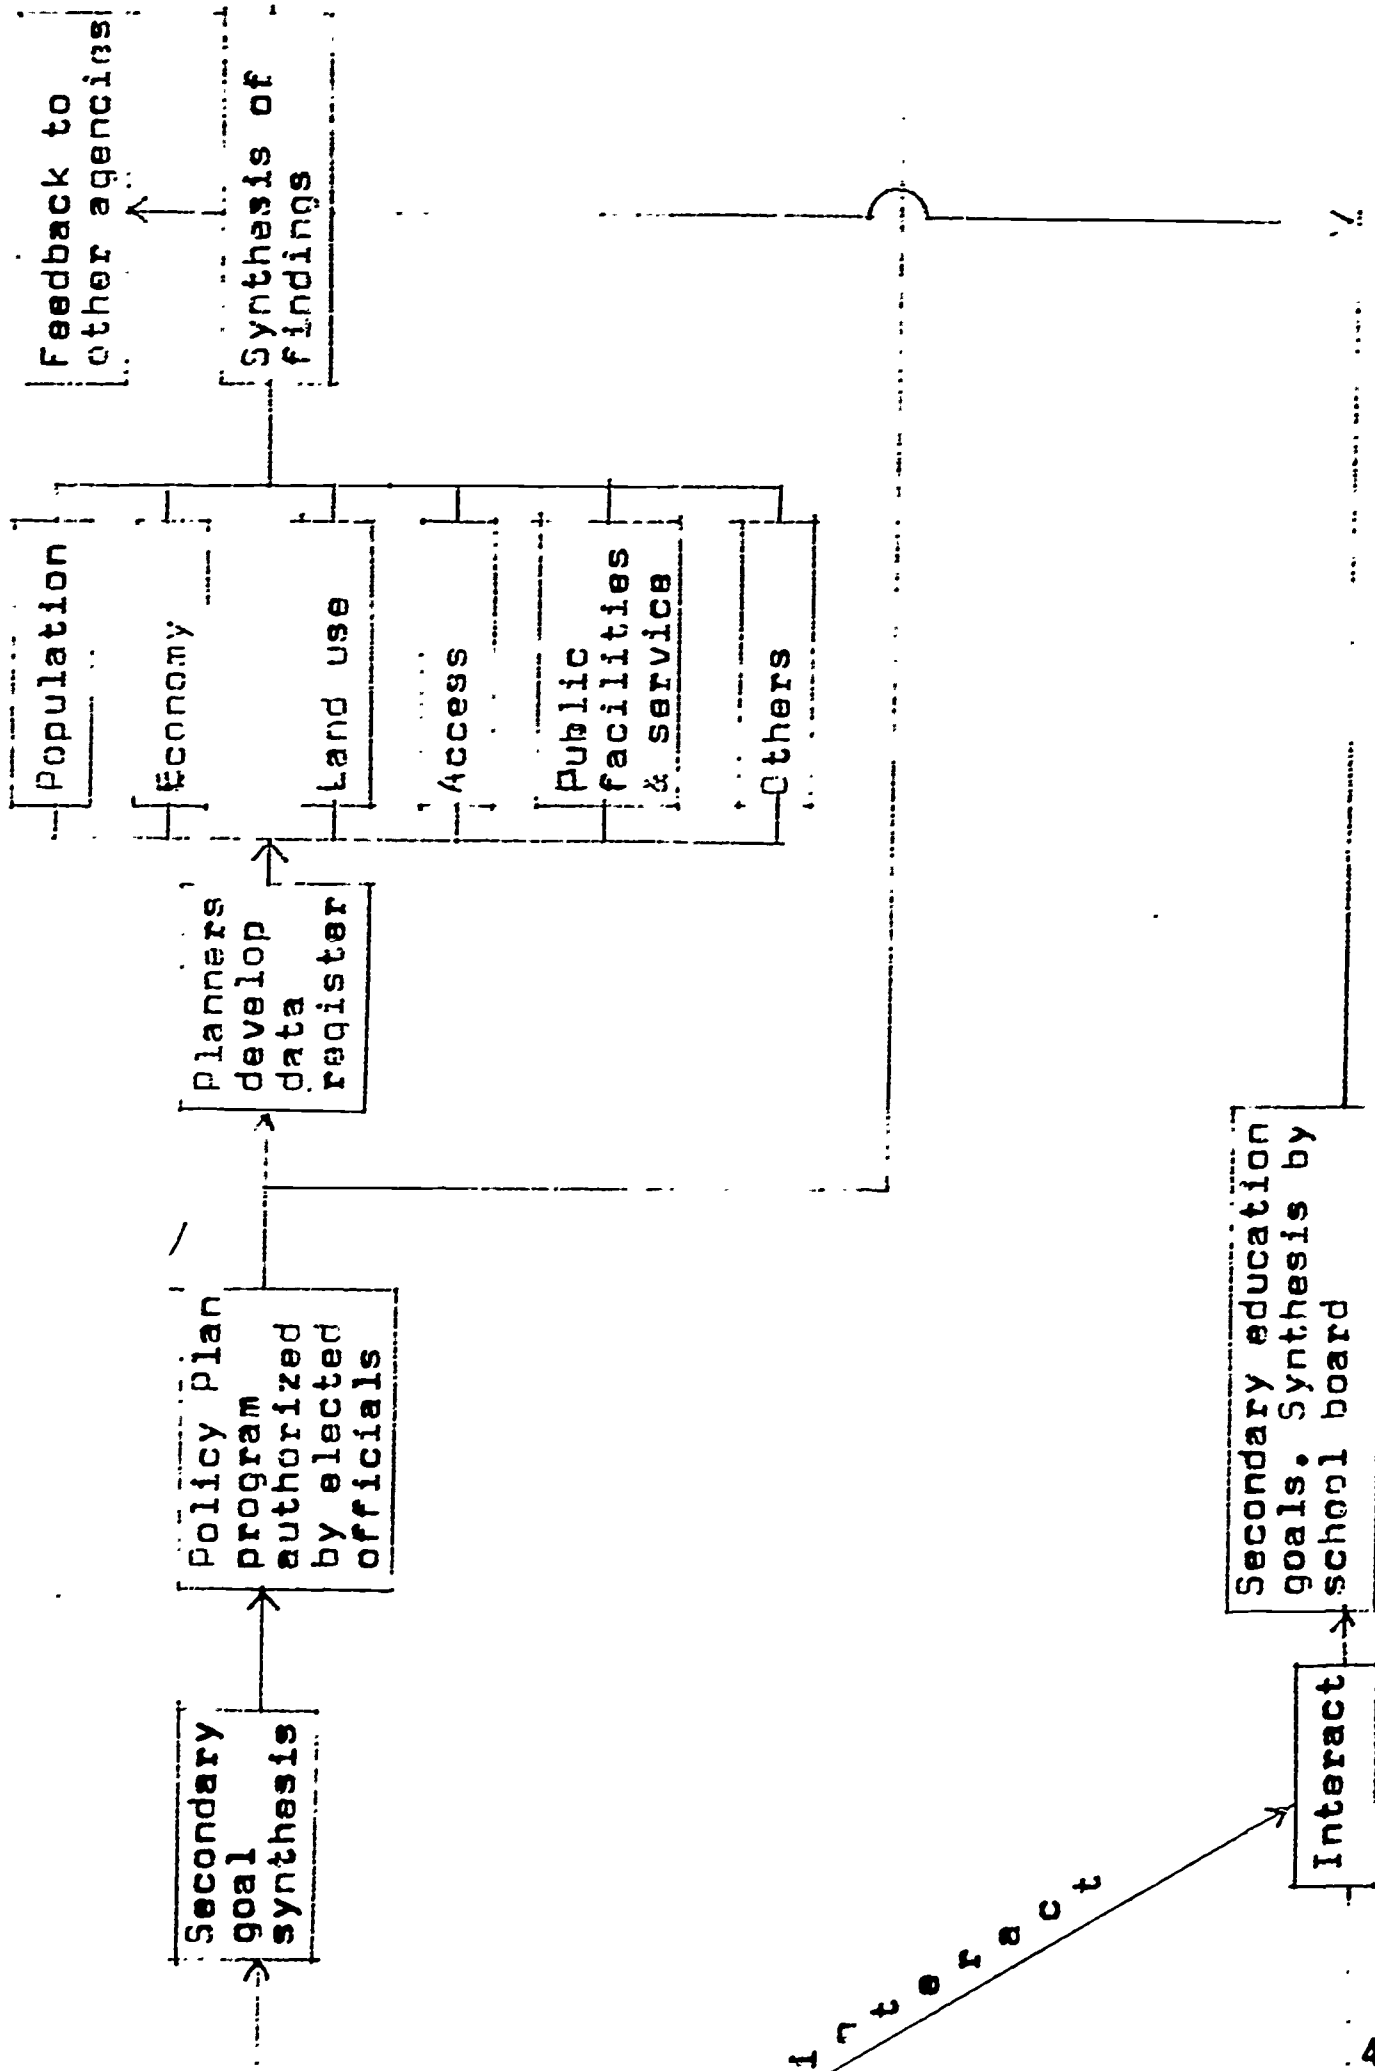 Feedback to
other agencies
Synthesis of
findings
Population
Economy
Land use
Access
Public
facilities
& service
Others
Planners
develop
data
register
Policy Plan
program
authorized
by elected
officials
Secondary
goal
synthesis
Secondary education
goals. Synthesis by
school board
Interact
interact
4